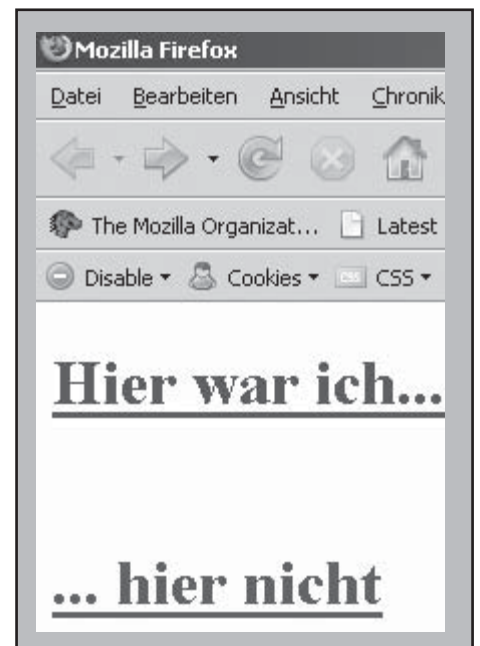 Mozilla Firefox
Datei Bearbeiten Ansicht Chronik
The Mozilla Organizat... Latest
Disable Cookies CSS
Hier war ich...
... hier nicht